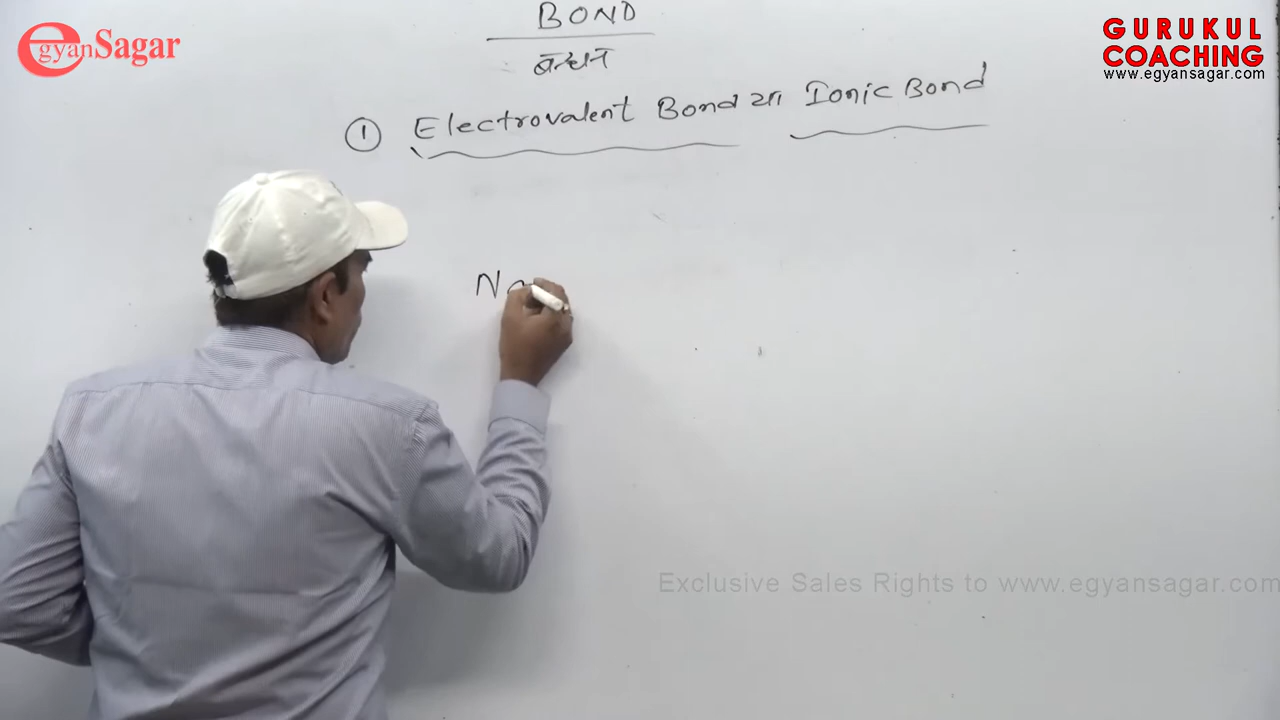 BOND
egyanSagar
GURUKUL
COACHING
www.egyansagar.com
बन्धन
① Electrovalent Bond या Ionic Bond
Na
Exclusive Sales Rights to www.egyansagar.com